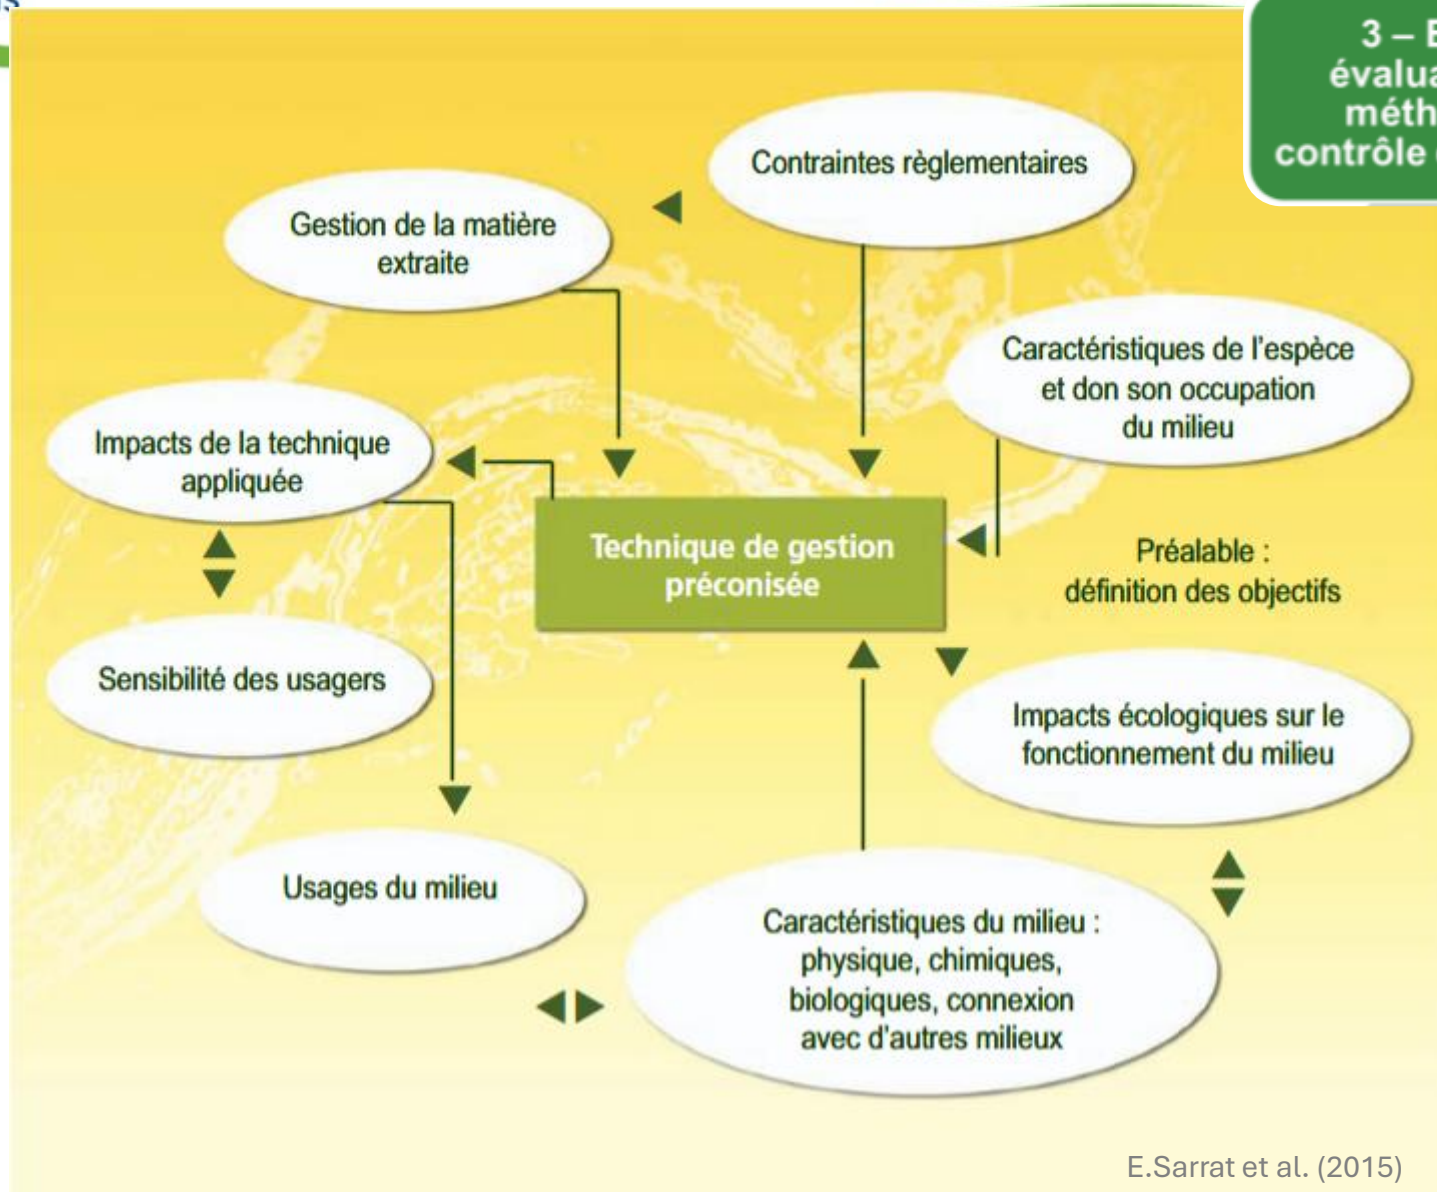 3 –
contrôle
Contraintes règlementaires
Gestion de la matière
extraite
Caractéristiques de l'espèce
et don son occupation
du milieu
Impacts de la technique
appliquée
Technique de gestion
préconisée
Préalable :
définition des objectifs
Sensibilité des usagers
Impacts écologiques sur le
fonctionnement du milieu
Usages du milieu
Caractéristiques du milieu :
physique, chimiques,
biologiques, connexion
avec d'autres milieux
E.Sarrat et al. (2015)